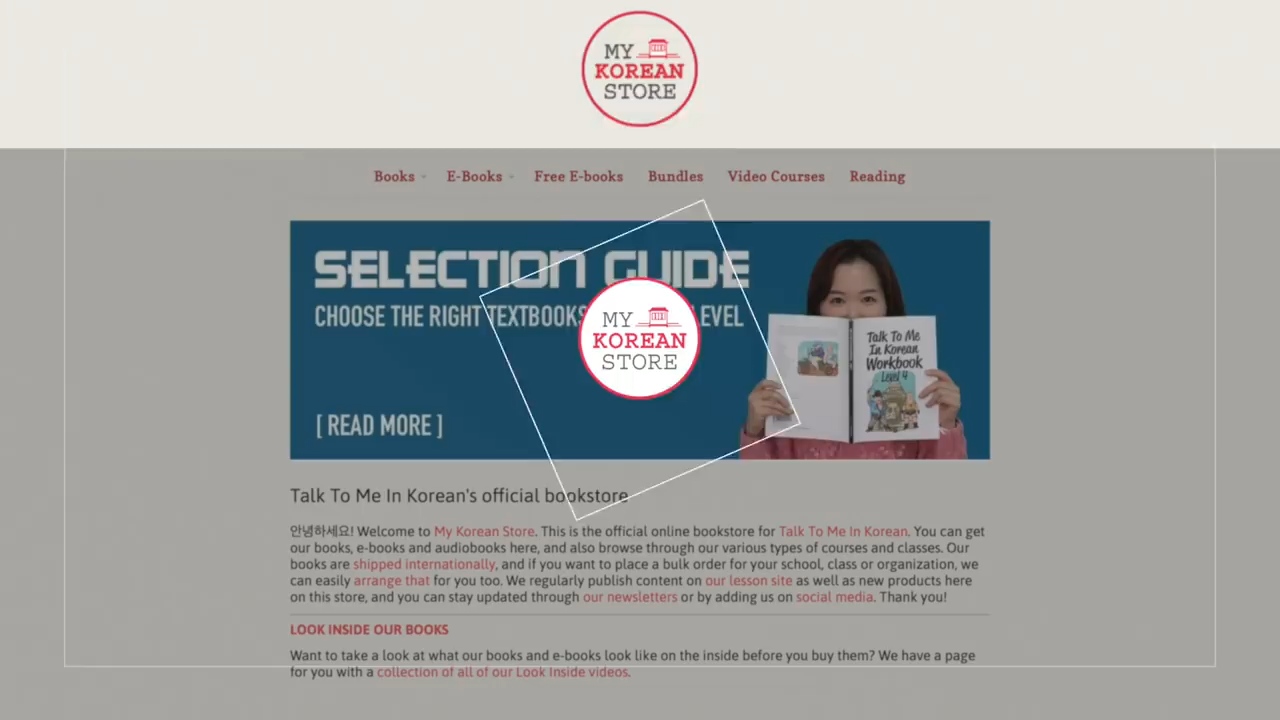 MY
KOREAN
STORE
Books E-Books Free E-books Bundles Video Courses Reading
SELECTION GUIDE
CHOOSE THE RIGHT TEXTBOOKS LEVEL
MY
KOREAN
STORE
Talk To Me
In Korean
Workbook
Level 4
[ READ MORE ]
Talk To Me In Korean's official bookstore
안녕하세요! Welcome to My Korean Store. This is the official online bookstore for Talk To Me In Korean. You can get
our books, e-books and audiobooks here, and also browse through our various types of courses and classes. Our
books are shipped internationally, and if you want to place a bulk order for your school, class or organization, we
can easily arrange that for you too. We regularly publish content on our lesson site as well as new products here
on this store, and you can stay updated through our newsletters or by adding us on social media. Thank you!
LOOK INSIDE OUR BOOKS
Want to take a look at what our books and e-books look like on the inside before you buy them? We have a page
for you with a collection of all of our Look Inside videos.